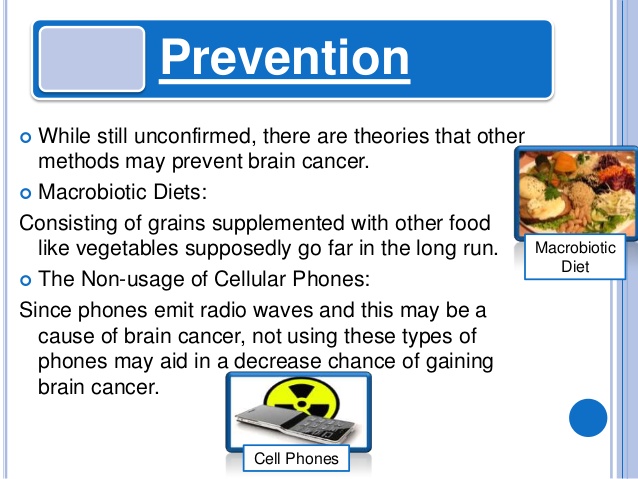 Prevention
While still unconfirmed, there are theories that other
methods may prevent brain cancer.
Macrobiotic Diets:
Consisting of grains supplemented with other food
like vegetables supposedly go far in the long run.
The Non-usage of Cellular Phones:
Since phones emit radio waves and this may be a
cause of brain cancer, not using these types of
phones may aid in a decrease chance of gaining
brain cancer.
Macrobiotic
Diet
Cell Phones